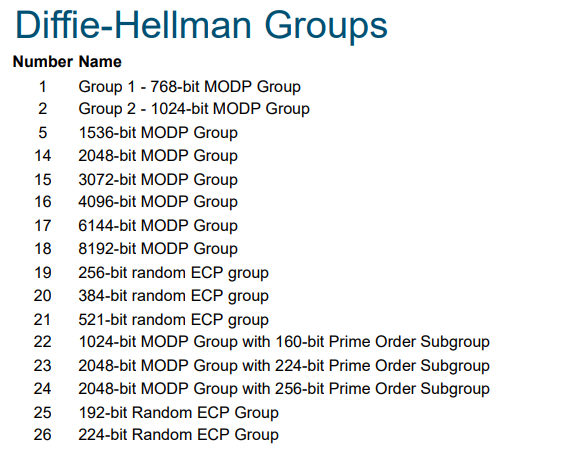 Diffie-Hellman Groups
Number Name
1 Group 1 - 768-bit MODP Group
2 Group 2 - 1024-bit MODP Group
5 1536-bit MODP Group
14 2048-bit MODP Group
15 3072-bit MODP Group
16 4096-bit MODP Group
17 6144-bit MODP Group
18 8192-bit MODP Group
19 256-bit random ECP group
20 384-bit random ECP group
21 521-bit random ECP group
22 1024-bit MODP Group with 160-bit Prime Order Subgroup
23 2048-bit MODP Group with 224-bit Prime Order Subgroup
24 2048-bit MODP Group with 256-bit Prime Order Subgroup
25 192-bit Random ECP Group
26 224-bit Random ECP Group